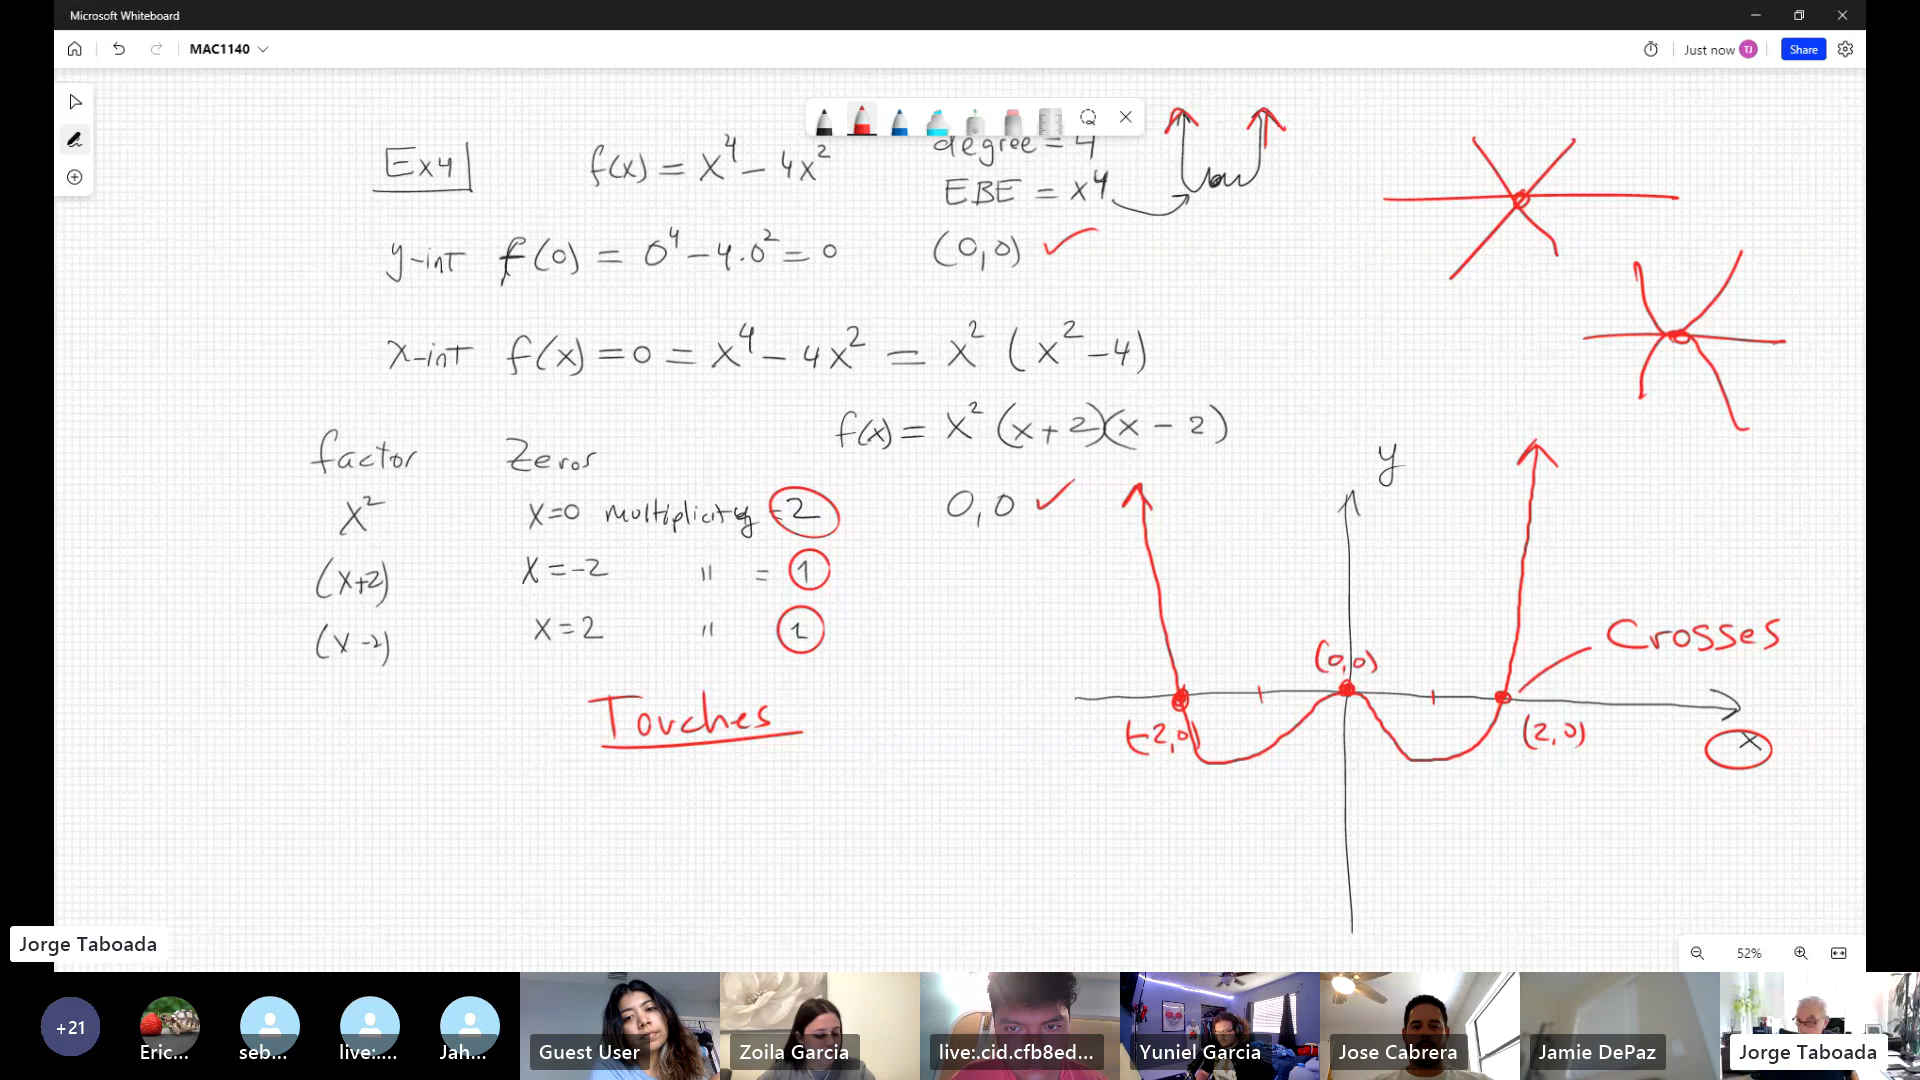 Microsoft Whiteboard
MAC1140
Just now TJ Share
degree = 4
Ex4 f(x) = x⁴ - 4x²
EBE = x⁴
y-int f(0) = 0⁴ - 4.0² = 0 (0,0) ✓
x-int f(x) = 0 = x⁴ - 4x² = x² (x² - 4)
f(x) = x² (x + 2)(x - 2)
factor Zeros
x² x=0 multiplicity = 2 0,0 ✓
(x+2) x = -2 " = 1
(x-2) x = 2 " 1
Touches
y
Crosses
(0,0)
(-2,0) (2,0)
x
52%
Jorge Taboada
+21 Eric... seb... live:.... Jah... Guest User Zoila Garcia live:.cid.cfb8ed... Yuniel Garcia Jose Cabrera Jamie DePaz Jorge Taboada